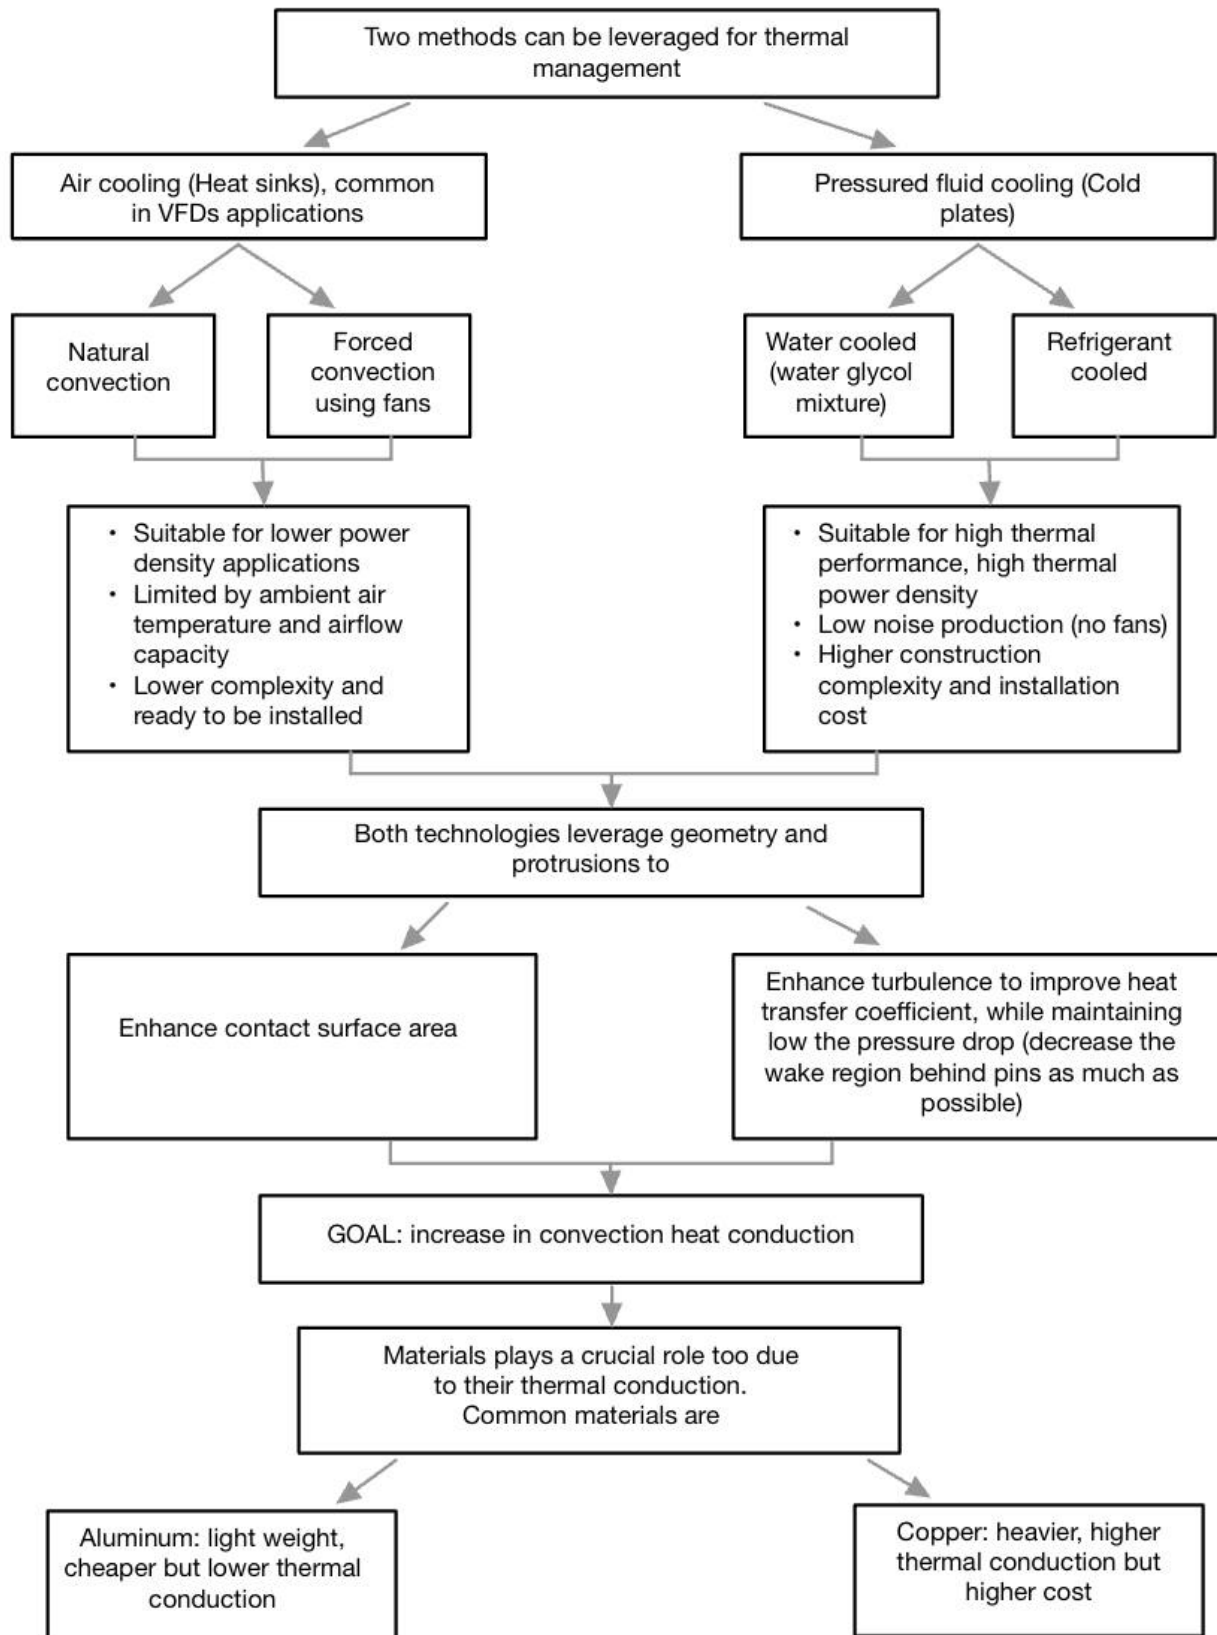 Two methods can be leveraged for thermal
management
Air cooling (Heat sinks), common
in VFDs applications
Pressured fluid cooling (Cold
plates)
Natural
convection
Forced
convection
using fans
Water cooled
(water glycol
mixture)
Refrigerant
cooled
• Suitable for lower power
density applications
• Limited by ambient air
temperature and airflow
capacity
• Lower complexity and
ready to be installed
• Suitable for high thermal
performance, high thermal
power density
• Low noise production (no fans)
• Higher construction
complexity and installation
cost
Both technologies leverage geometry and
protrusions to
Enhance contact surface area
Enhance turbulence to improve heat
transfer coefficient, while maintaining
low the pressure drop (decrease the
wake region behind pins as much as
possible)
GOAL: increase in convection heat conduction
Materials plays a crucial role too due
to their thermal conduction.
Common materials are
Aluminum: light weight,
cheaper but lower thermal
conduction
Copper: heavier, higher
thermal conduction but
higher cost